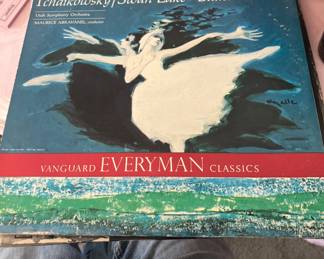 Tchaikovsky/Swan Lake
Utah Symphony Orchestra
MAURICE ABRAVANEL, conductor
VANGUARD EVERYMAN CLASSICS